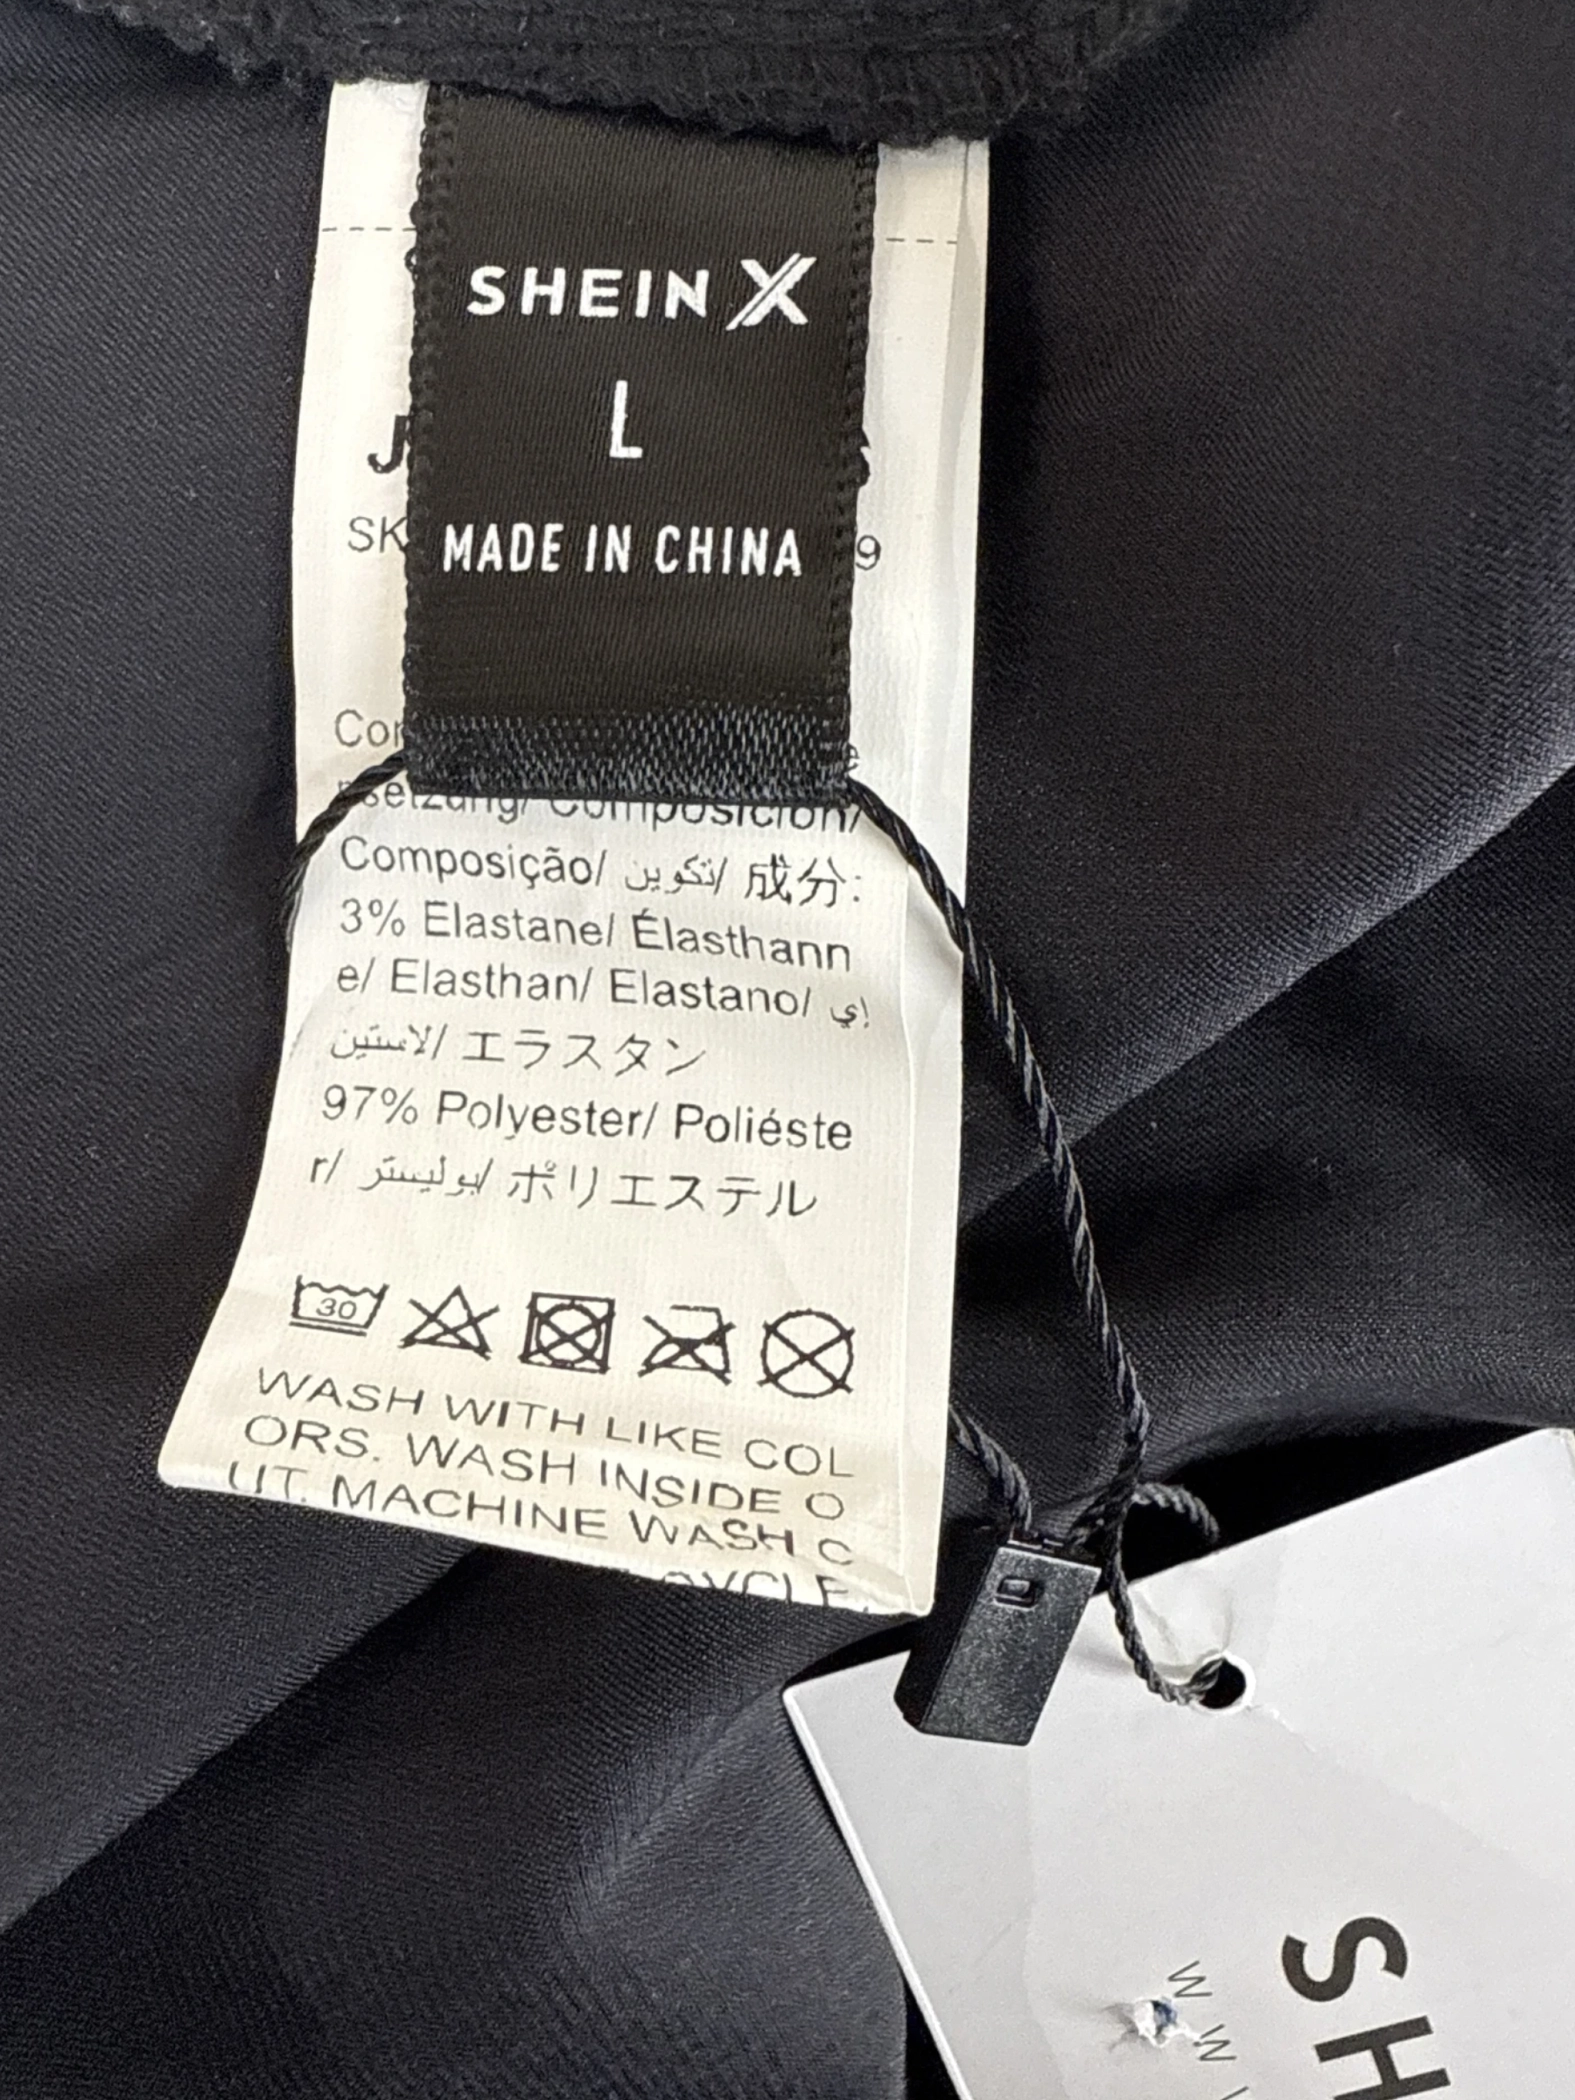 SHEIN X
L
MADE IN CHINA
Composição/ تكوين/ 成分:
3% Elastane/ Élasthann
e/ Elasthan/ Elastano/ إي
لاستين/ エラスタン
97% Polyester/ Poliéste
r/ بوليستر/ ポリエステル
30
WASH WITH LIKE COL
ORS. WASH INSIDE O
UT. MACHINE WASH C
SH